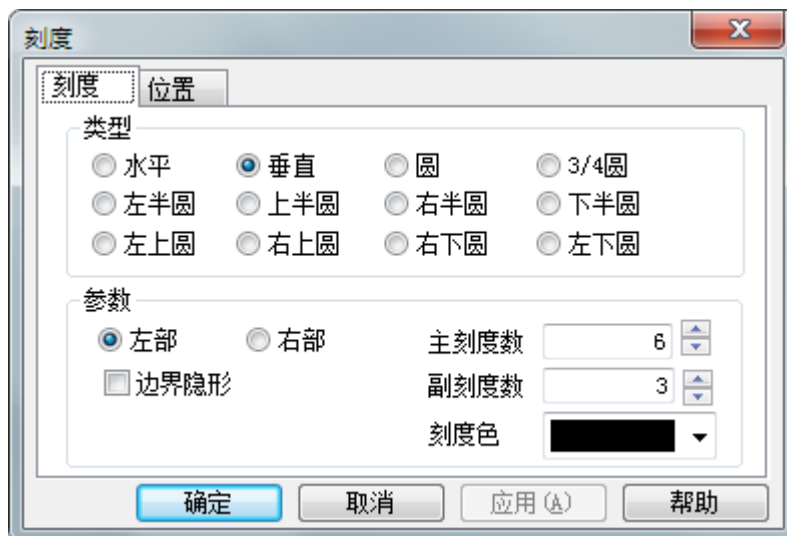 刻度
刻度 位置
类型
水平 垂直 圆 3/4圆
左半圆 上半圆 右半圆 下半圆
左上圆 右上圆 右下圆 左下圆
参数
左部 右部 主刻度数 6
边界隐形 副刻度数 3
刻度色
确定 取消 应用(A) 帮助